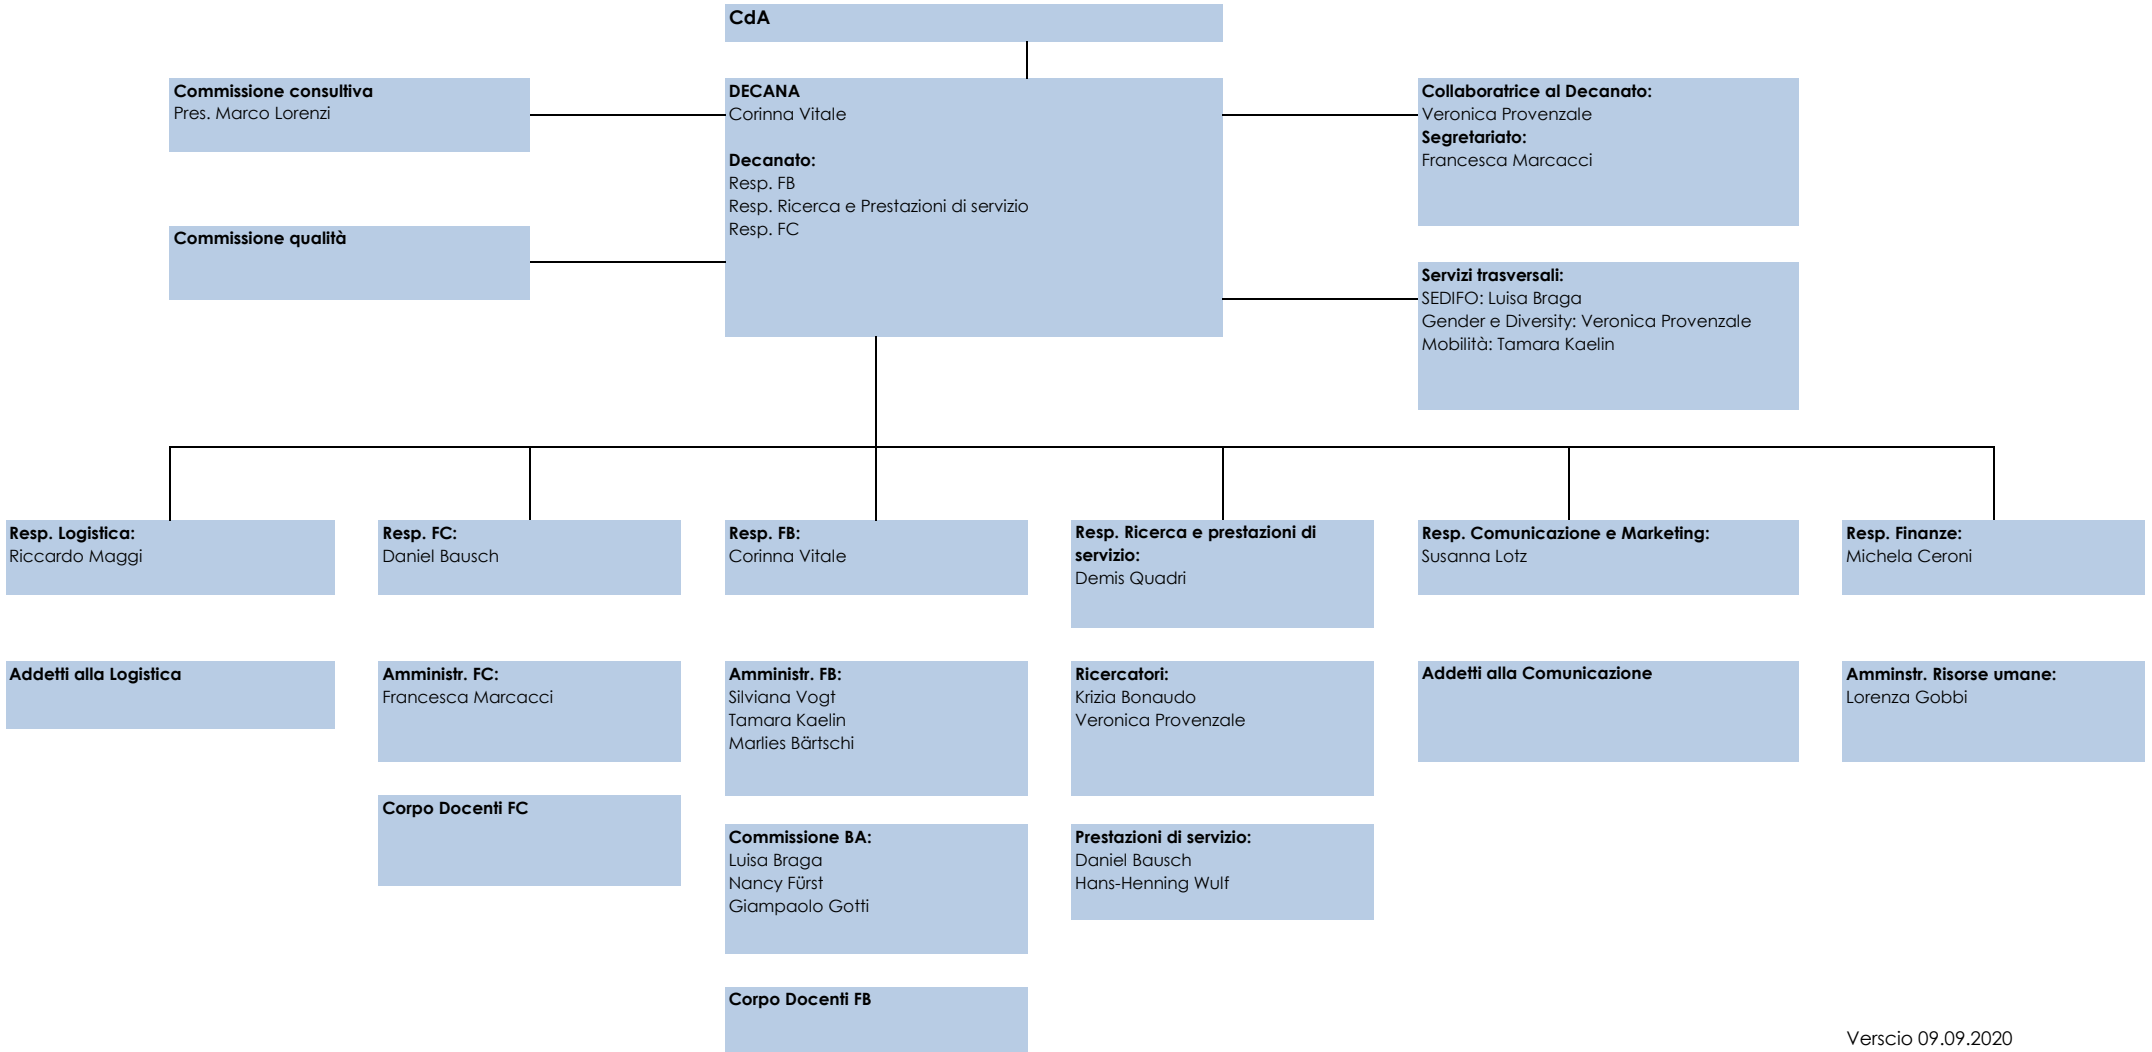 CdA
Commissione consultiva
Pres. Marco Lorenzi
DECANA
Corinna Vitale
Decanato:
Resp. FB
Resp. Ricerca e Prestazioni di servizio
Resp. FC
Collaboratrice al Decanato:
Veronica Provenzale
Segretariato:
Francesca Marcacci
Commissione qualità
Servizi trasversali:
SEDIFO: Luisa Braga
Gender e Diversity: Veronica Provenzale
Mobilità: Tamara Kaelin
Resp. Logistica:
Riccardo Maggi
Resp. FC:
Daniel Bausch
Resp. FB:
Corinna Vitale
Resp. Ricerca e prestazioni di
servizio:
Demis Quadri
Resp. Comunicazione e Marketing:
Susanna Lotz
Resp. Finanze:
Michela Ceroni
Addetti alla Logistica
Amministr. FC:
Francesca Marcacci
Amministr. FB:
Silviana Vogt
Tamara Kaelin
Marlies Bärtschi
Ricercatori:
Krizia Bonaudo
Veronica Provenzale
Addetti alla Comunicazione
Amminstr. Risorse umane:
Lorenza Gobbi
Corpo Docenti FC
Commissione BA:
Luisa Braga
Nancy Fürst
Giampaolo Gotti
Prestazioni di servizio:
Daniel Bausch
Hans-Henning Wulf
Corpo Docenti FB
Verscio 09.09.2020